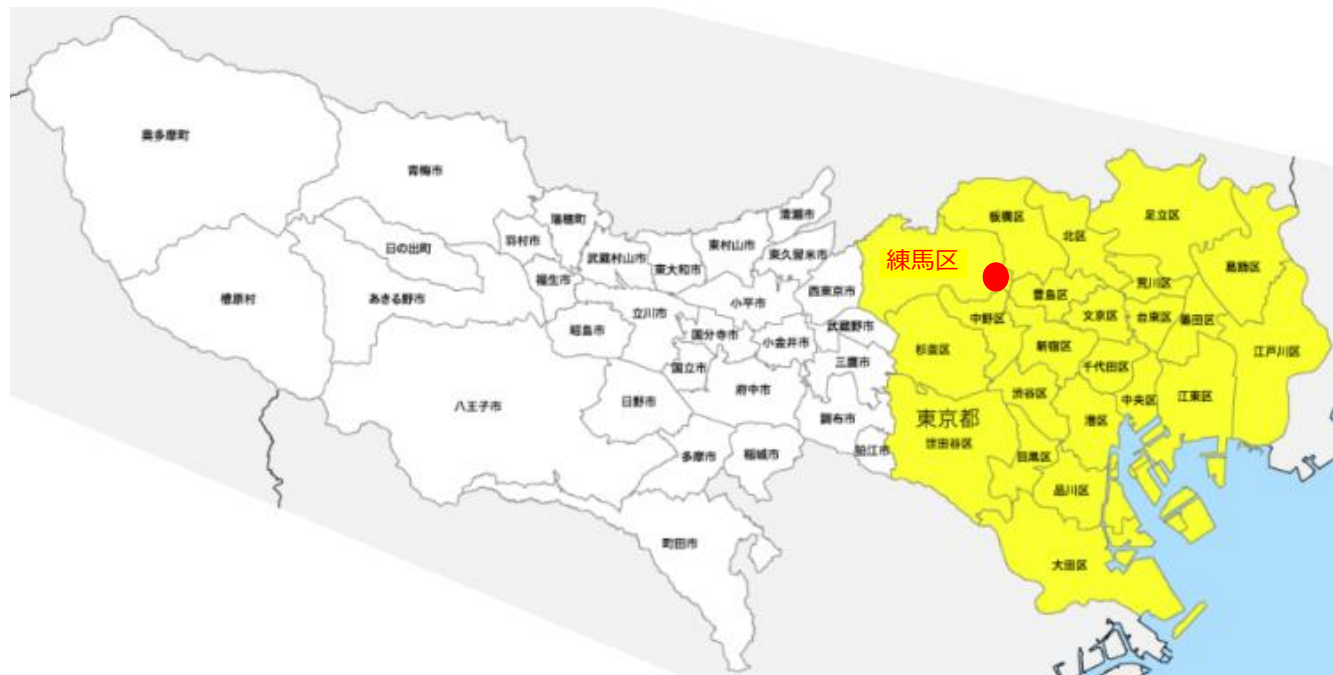 奥多摩町
青梅市
瑞穂町
清瀬市
羽村市
日の出町
武蔵村山市
東村山市
東久留米市
東大和市
板橋区
足立区
北区
練馬区
葛飾区
檜原村
あきる野市
福生市
小平市
西東京市
豊島区
荒川区
昭島市
立川市
国分寺市
小金井市
武蔵野市
中野区
文京区
台東区
墨田区
杉並区
新宿区
江戸川区
国立市
三鷹市
千代田区
八王子市
日野市
府中市
渋谷区
中央区
江東区
調布市
東京都
港区
多摩市
稲城市
狛江市
世田谷区
目黒区
品川区
町田市
大田区